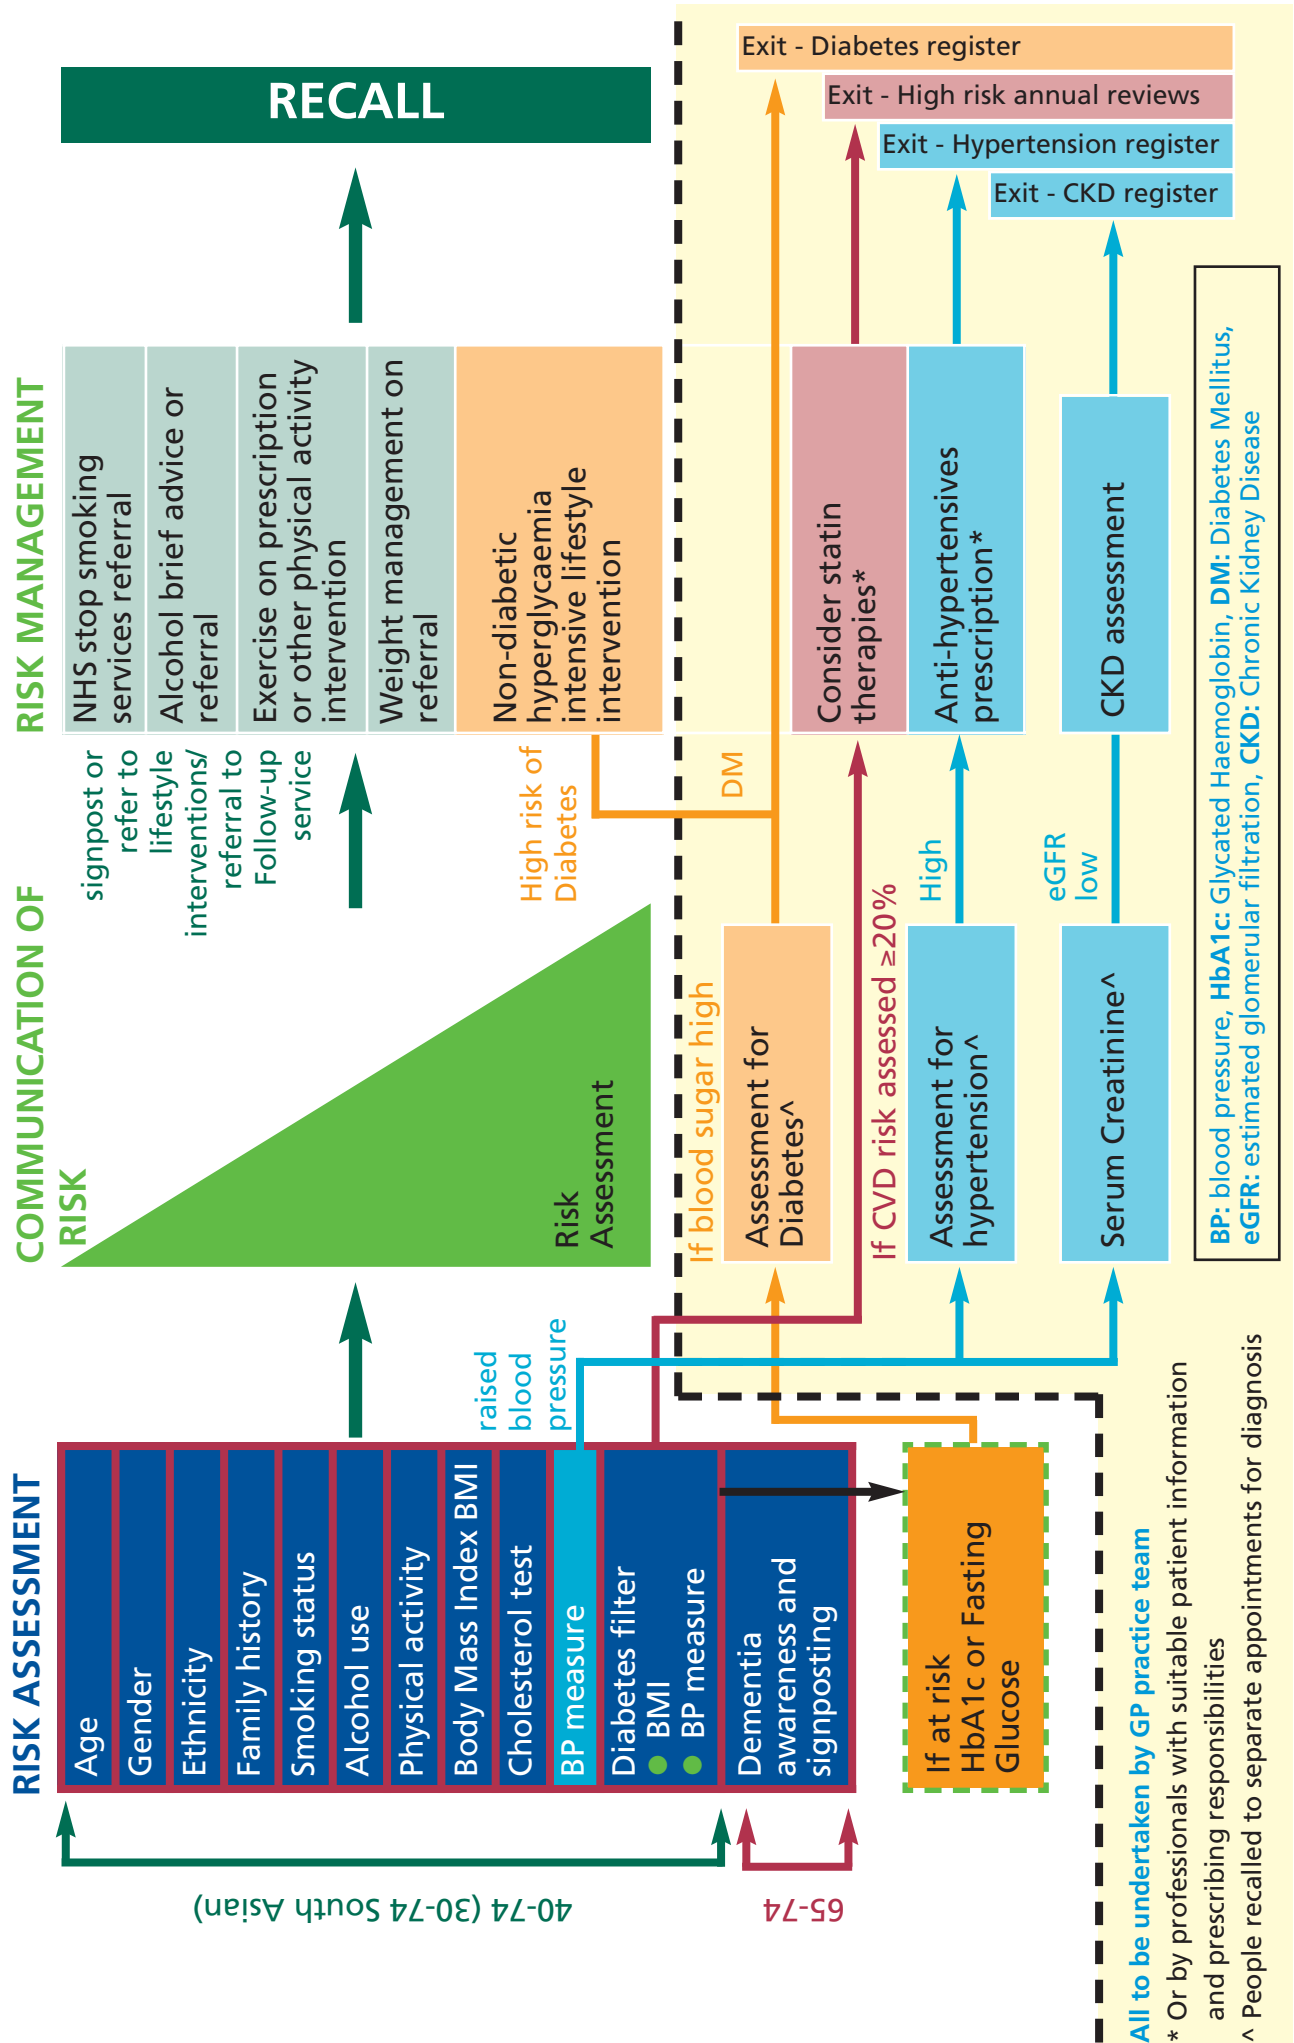 RISK ASSESSMENT
COMMUNICATION OF
RISK
RISK MANAGEMENT
40-74 (30-74 South Asian)
65-74
Age
Gender
Ethnicity
Family history
Smoking status
Alcohol use
Physical activity
Body Mass Index BMI
Cholesterol test
BP measure
Diabetes filter
BMI
BP measure
Dementia
awareness and
signposting
If at risk
HbA1c or Fasting
Glucose
raised
blood
pressure
Risk
Assessment
signpost or
refer to
lifestyle
interventions/
referral to
Follow-up
service
High risk of
Diabetes
NHS stop smoking
services referral
Alcohol brief advice or
referral
Exercise on prescription
or other physical activity
intervention
Weight management on
referral
Non-diabetic
hyperglycaemia
intensive lifestyle
intervention
RECALL
If blood sugar high
Assessment for
Diabetes^
DM
If CVD risk assessed ≥20%
Consider statin
therapies*
Assessment for
hypertension^
High
Anti-hypertensives
prescription*
Serum Creatinine^
eGFR
low
CKD assessment
Exit - Diabetes register
Exit - High risk annual reviews
Exit - Hypertension register
Exit - CKD register
All to be undertaken by GP practice team
* Or by professionals with suitable patient information
and prescribing responsibilities
^ People recalled to separate appointments for diagnosis
BP: blood pressure, HbA1c: Glycated Haemoglobin, DM: Diabetes Mellitus,
eGFR: estimated glomerular filtration, CKD: Chronic Kidney Disease